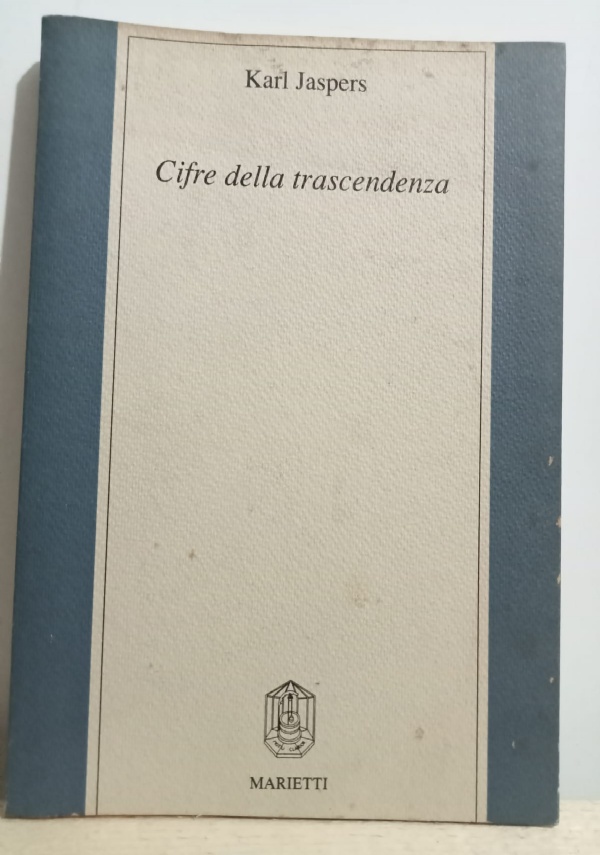 Karl Jaspers
Cifre della trascendenza
MARIETTI